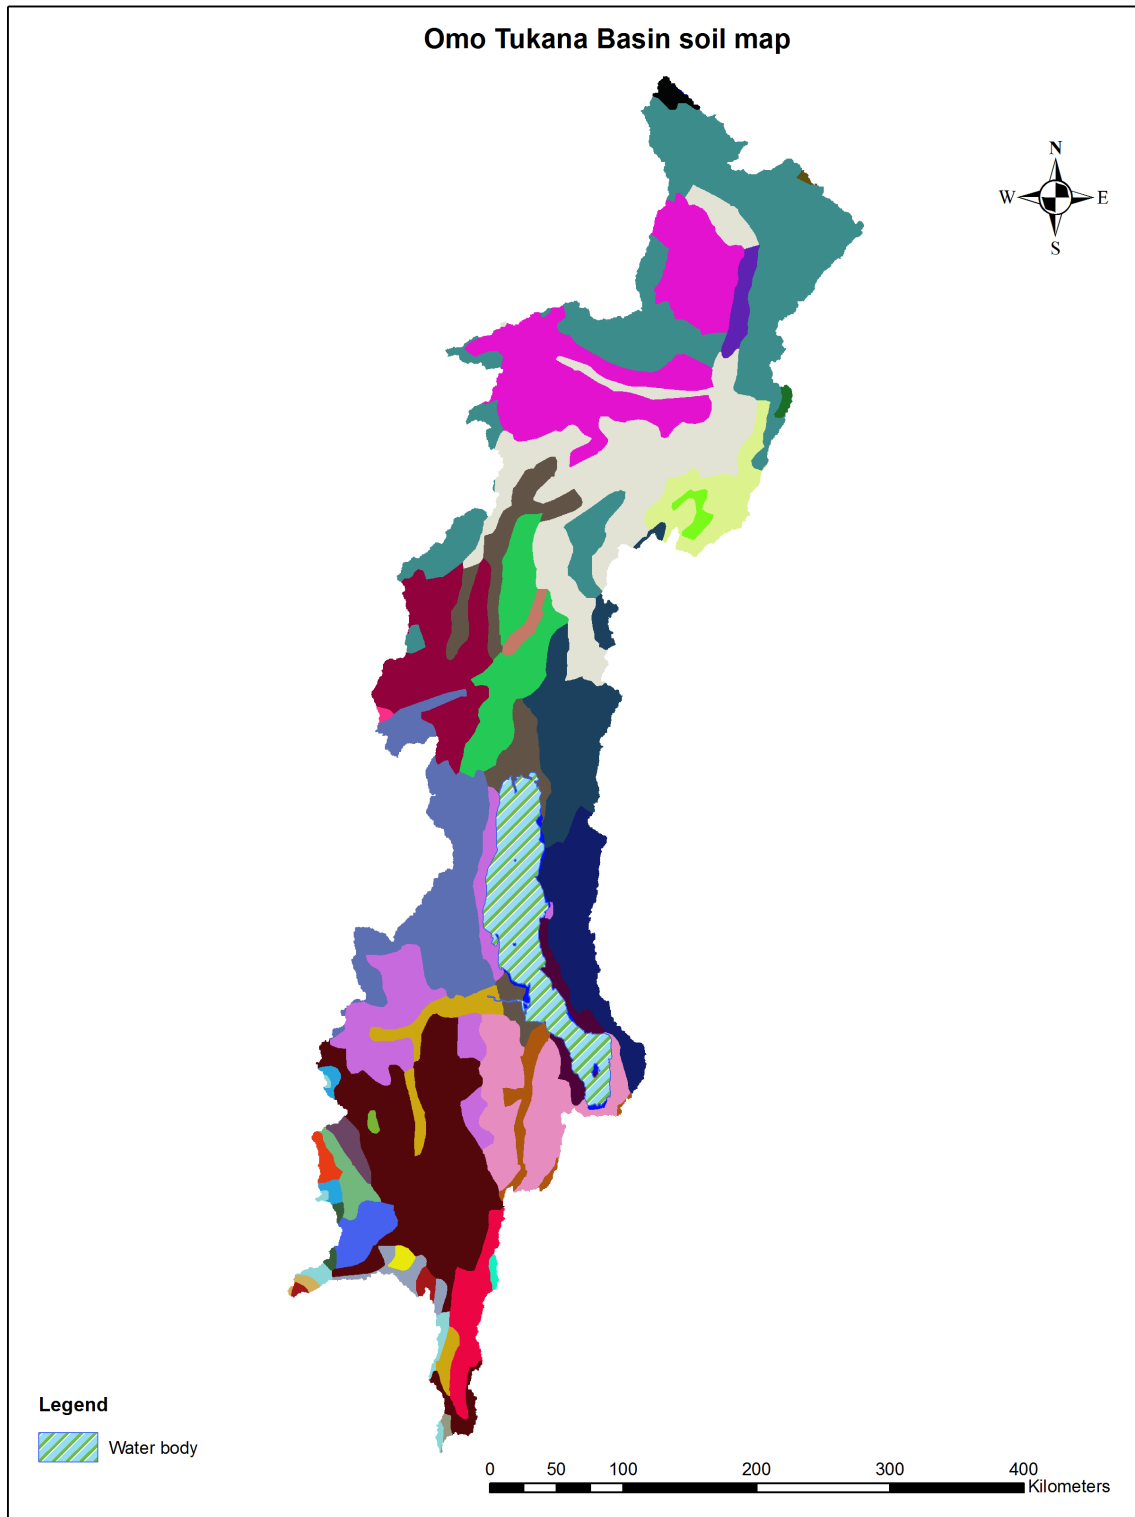 Omo Tukana Basin soil map
N
W E
S
Legend
Water body
0 50 100 200 300 400
Kilometers